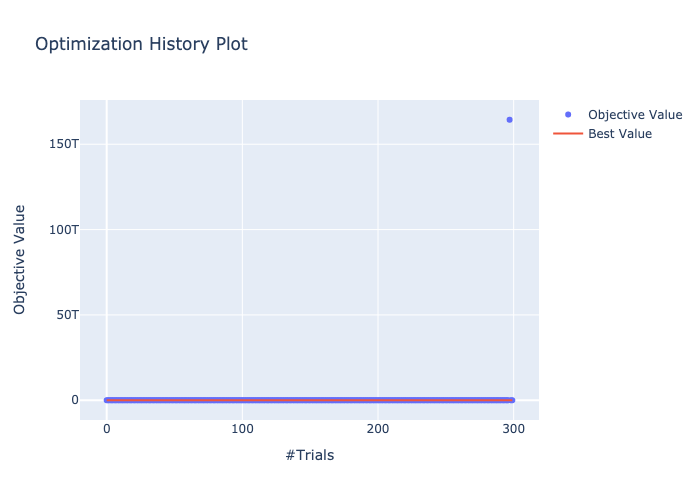 Optimization History Plot
Objective Value
Best Value
150T
100T
50T
0
Objective Value
0
100
200
300
#Trials